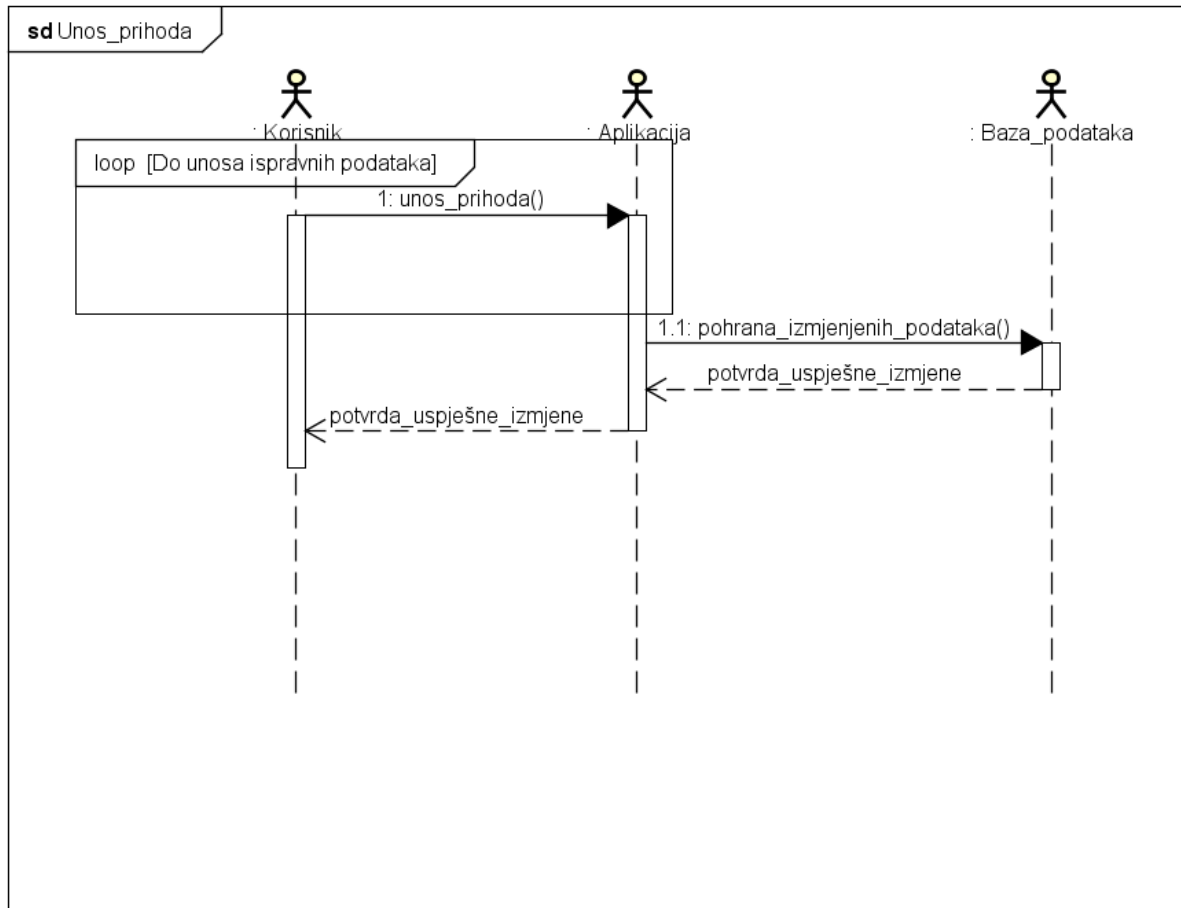 sd Unos_prihoda
: Korisnik
: Aplikacija
: Baza_podataka
loop [Do unosa ispravnih podataka]
1: unos_prihoda()
1.1: pohrana_izmjenjenih_podataka()
potvrda_uspješne_izmjene
potvrda_uspješne_izmjene